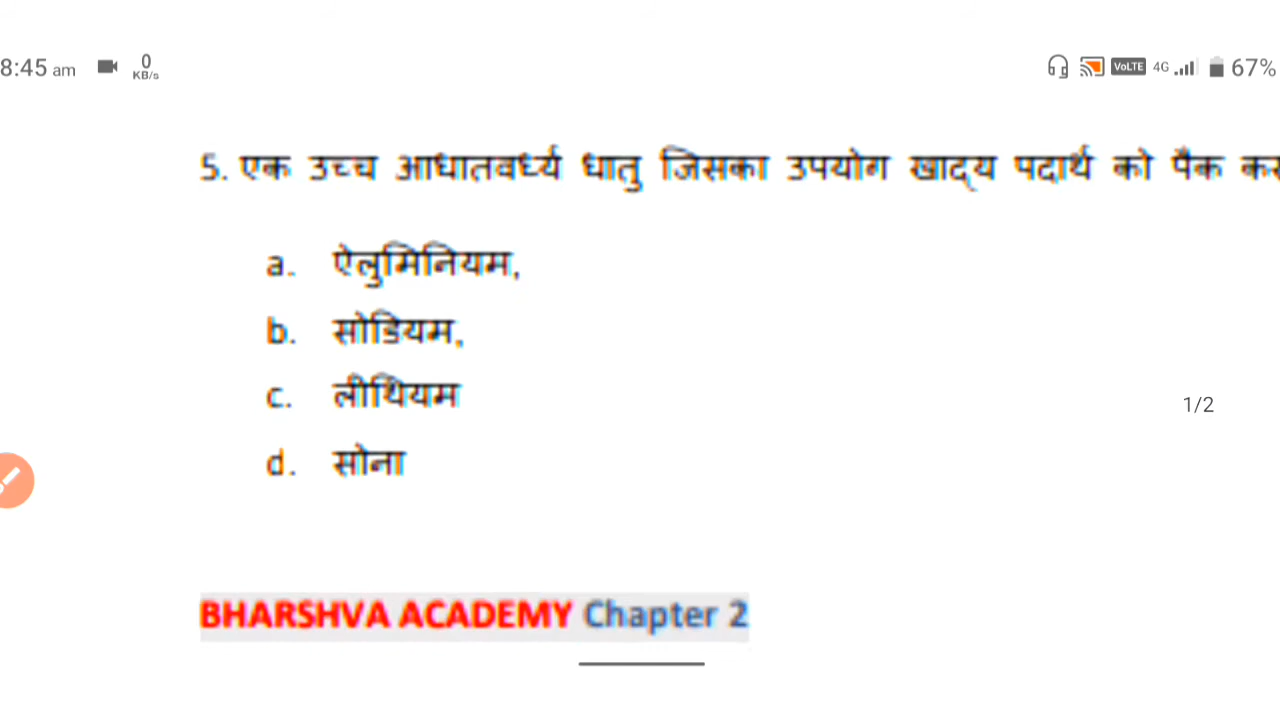 8:45 am 0 KB/s VoLTE 4G 67%
5. एक उच्च आधातवर्ध्य धातु जिसका उपयोग खाद्य पदार्थ को पैक
a. ऐलुमिनियम,
b. सोडियम,
c. लीथियम
1/2
d. सोना
BHARSHVA ACADEMY Chapter 2